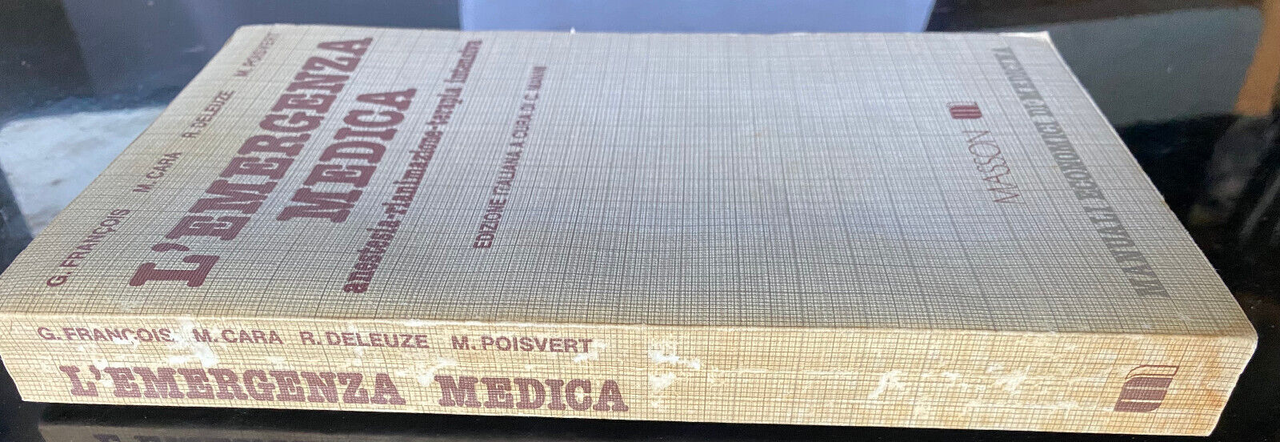 G. FRANÇOIS M. CARA R. DELEUZE M. POISVERT
L'EMERGENZA
MEDICA
anestesia-rianimazione-terapia intensiva
EDIZIONE ITALIANA A CURA DI C. MANNI
MASSON
MANUALI ECONOMICI DI MEDICINA
G. FRANÇOIS M. CARA R. DELEUZE M. POISVERT
L'EMERGENZA MEDICA